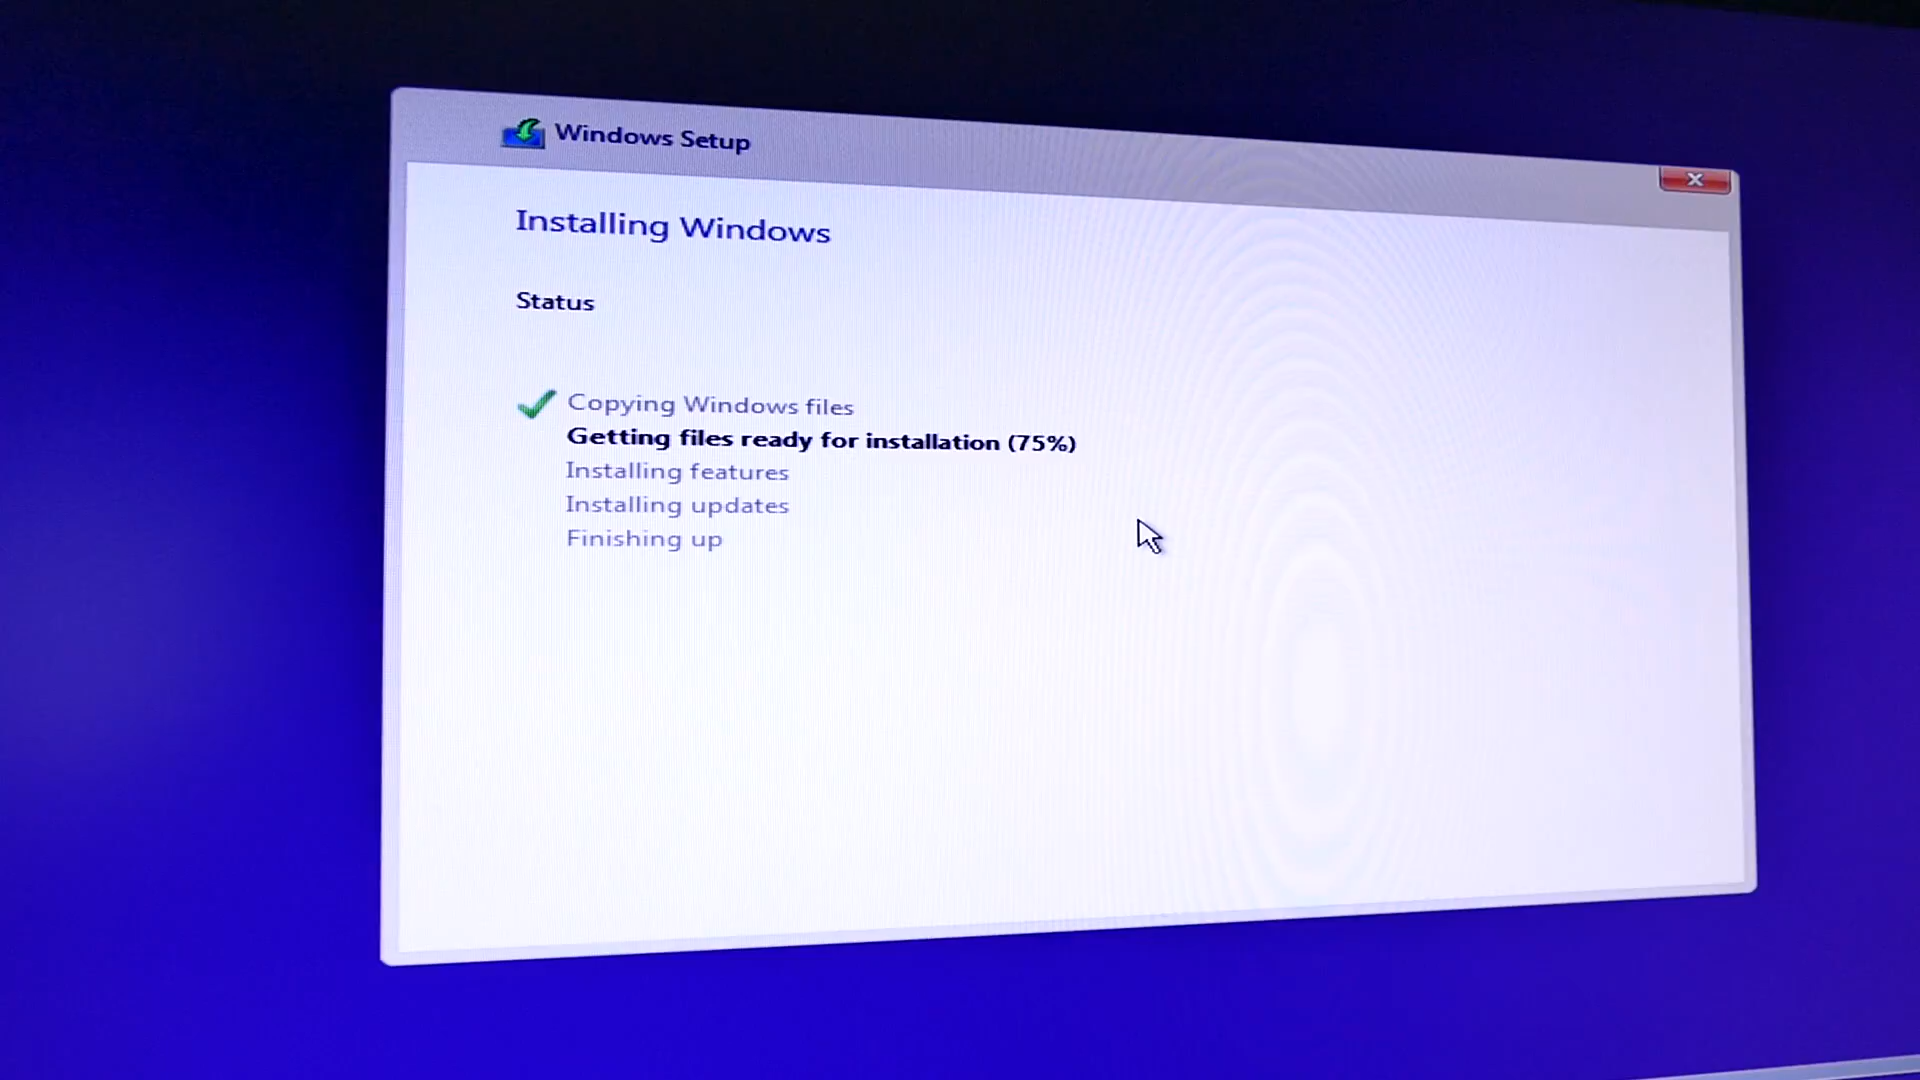 Windows Setup
Installing Windows
Status
Copying Windows files
Getting files ready for installation (75%)
Installing features
Installing updates
Finishing up